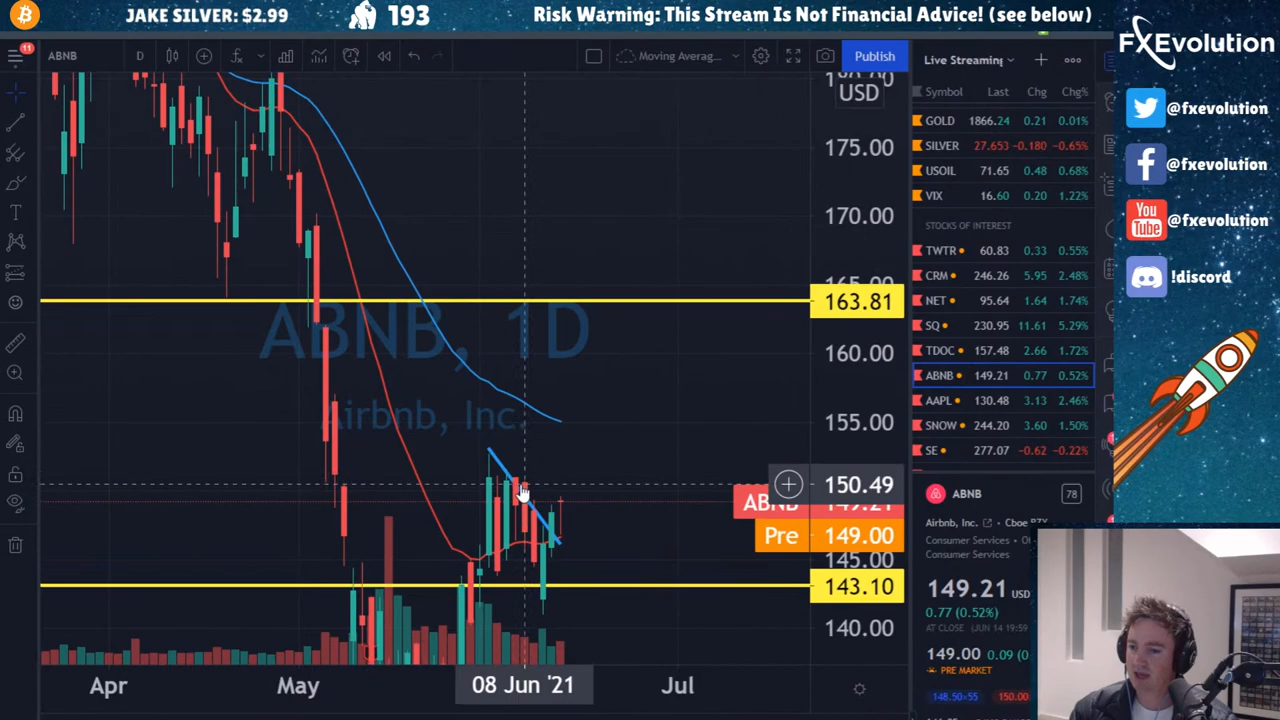 JAKE SILVER: $2.99
193
Risk Warning: This Stream Is Not Financial Advice! (see below)
FXEvolution
@fxevolution
@fxevolution
You Tube
@fxevolution
!discord
11
ABNB
D
Moving Averag...
Publish
Live Streaming
USD
175.00
170.00
163.81
160.00
155.00
150.49
ABNB
149.21
Pre
149.00
145.00
143.10
140.00
ABNB, 1D
Airbnb, Inc.
Apr
May
08 Jun '21
Jul
Symbol Last Chg Chg%
GOLD 1866.24 0.21 0.01%
SILVER 27.653 -0.180 -0.65%
USOIL 71.65 0.48 0.68%
VIX 16.60 0.20 1.22%
STOCKS OF INTEREST
TWTR 60.83 0.33 0.55%
CRM 246.26 5.95 2.48%
NET 95.64 1.64 1.74%
SQ 230.95 11.61 5.29%
TDOC 157.48 2.66 1.72%
ABNB 149.21 0.77 0.52%
AAPL 130.48 3.13 2.46%
SNOW 244.20 3.60 1.50%
SE 277.07 -0.62 -0.22%
ABNB
78
Airbnb, Inc.
Cboe BZX
Consumer Services
Consumer Services
149.21 USD
0.77 (0.52%)
AT CLOSE (JUN 14 19:59
149.00 0.09 (0
PRE MARKET
148.50×55
150.00